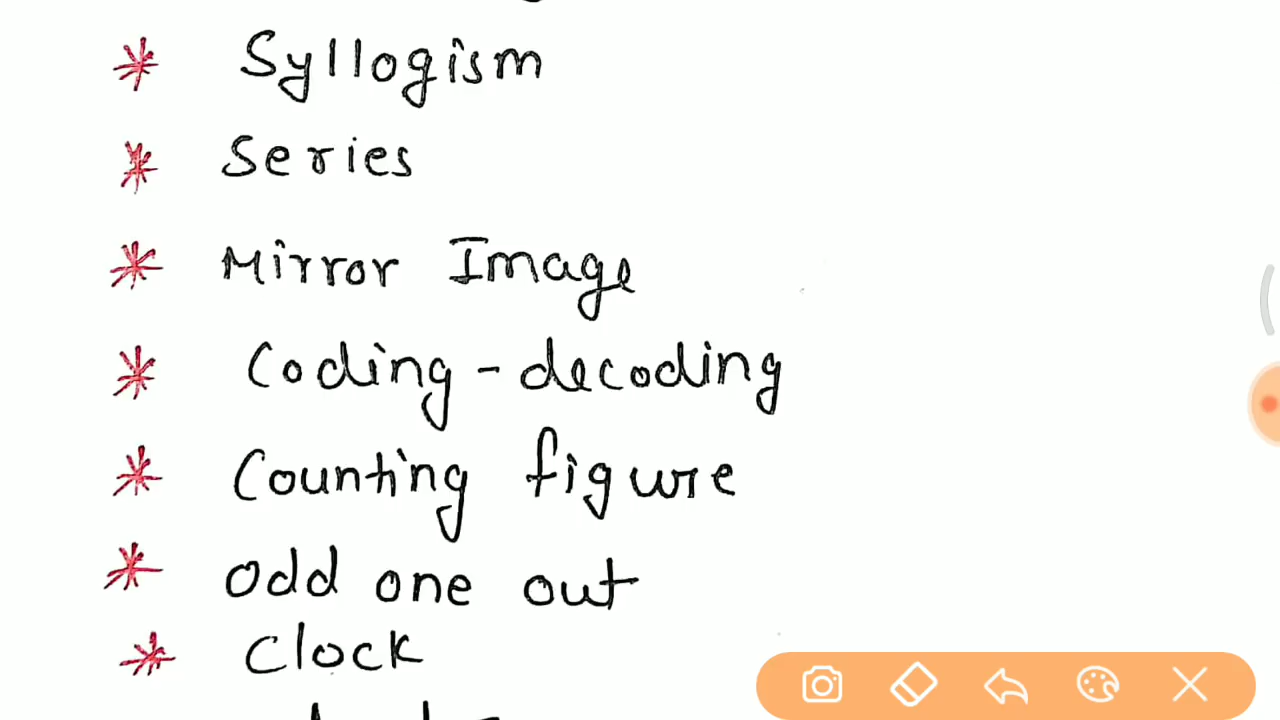 * Syllogism
* Series
* Mirror Image
* Coding-decoding
* Counting figure
* Odd one out
* Clock